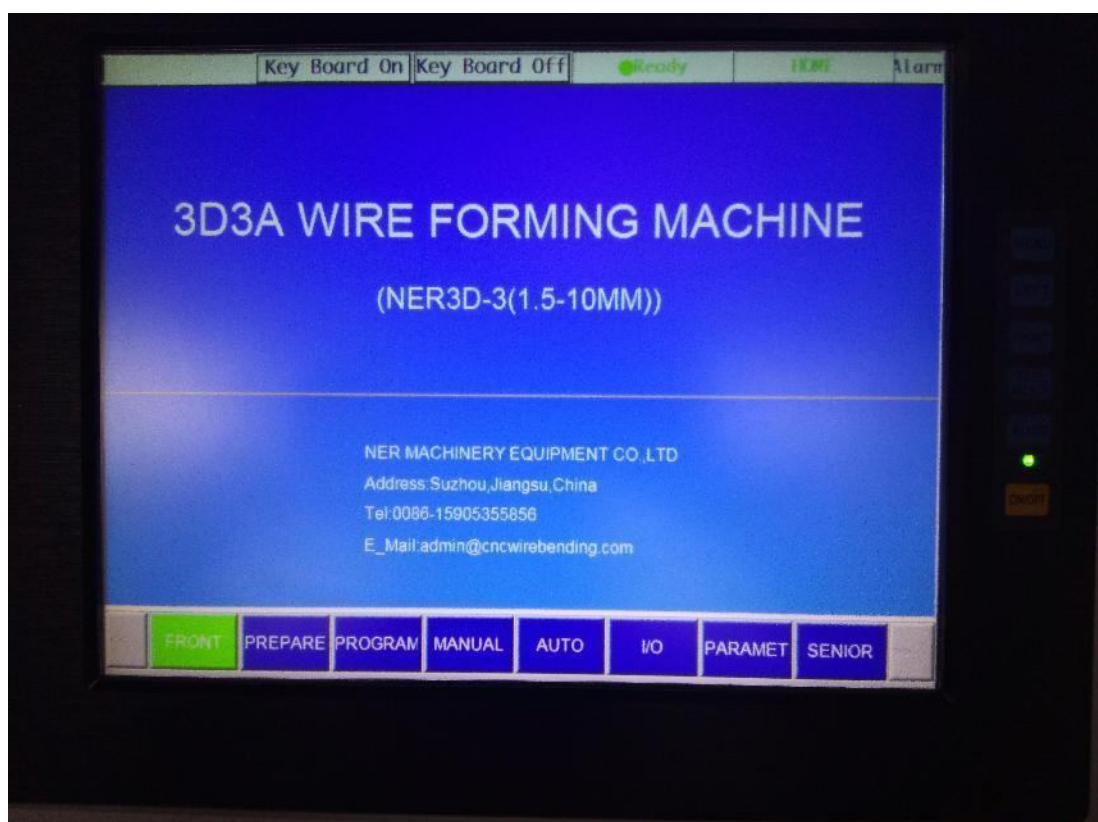 Key Board On Key Board Off Ready HOME Alarm
3D3A WIRE FORMING MACHINE
(NER3D-3(1.5-10MM))
NER MACHINERY EQUIPMENT CO.,LTD
Address:Suzhou,Jiangsu,China
Tel:0086-15905355856
E_Mail:admin@cncwirebending.com
FRONT PREPARE PROGRAM MANUAL AUTO I/O PARAMET SENIOR
ON/OFF